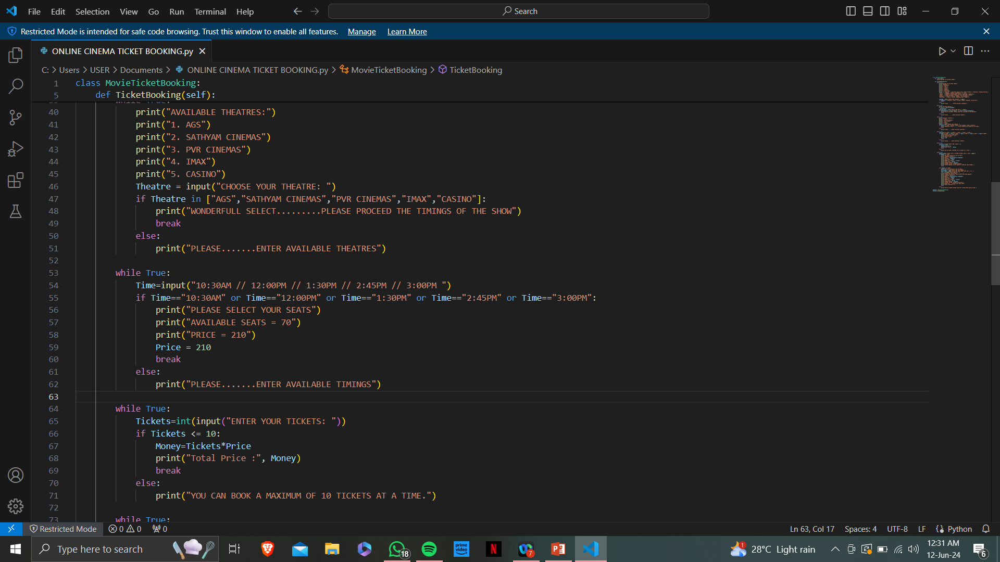 File Edit Selection View Go Run Terminal Help Search
Restricted Mode is intended for safe code browsing. Trust this window to enable all features. Manage Learn More
ONLINE CINEMA TICKET BOOKING.py
C: > Users > USER > Documents > ONLINE CINEMA TICKET BOOKING.py > MovieTicketBooking > TicketBooking
1 class MovieTicketBooking:
5 def TicketBooking(self):
while True:
40 print("AVAILABLE THEATRES:")
41 print("1. AGS")
42 print("2. SATHYAM CINEMAS")
43 print("3. PVR CINEMAS")
44 print("4. IMAX")
45 print("5. CASINO")
46 Theatre = input("CHOOSE YOUR THEATRE: ")
47 if Theatre in ["AGS","SATHYAM CINEMAS","PVR CINEMAS","IMAX","CASINO"]:
48 print("WONDERFULL SELECT.........PLEASE PROCEED THE TIMINGS OF THE SHOW")
49 break
50 else:
51 print("PLEASE.......ENTER AVAILABLE THEATRES")
52
53 while True:
54 Time=input("10:30AM // 12:00PM // 1:30PM // 2:45PM // 3:00PM ")
55 if Time=="10:30AM" or Time=="12:00PM" or Time=="1:30PM" or Time=="2:45PM" or Time=="3:00PM":
56 print("PLEASE SELECT YOUR SEATS")
57 print("AVAILABLE SEATS = 70")
58 print("PRICE = 210")
59 Price = 210
60 break
61 else:
62 print("PLEASE.......ENTER AVAILABLE TIMINGS")
63
64 while True:
65 Tickets=int(input("ENTER YOUR TICKETS: "))
66 if Tickets <= 10:
67 Money=Tickets*Price
68 print("Total Price :", Money)
69 break
70 else:
71 print("YOU CAN BOOK A MAXIMUM OF 10 TICKETS AT A TIME.")
72
73 while True:
Restricted Mode 0 0 0 Ln 63, Col 17 Spaces: 4 UTF-8 LF Python
Type here to search 18 prime video N 7 1 28°C Light rain 12:31 AM
12-Jun-24 6